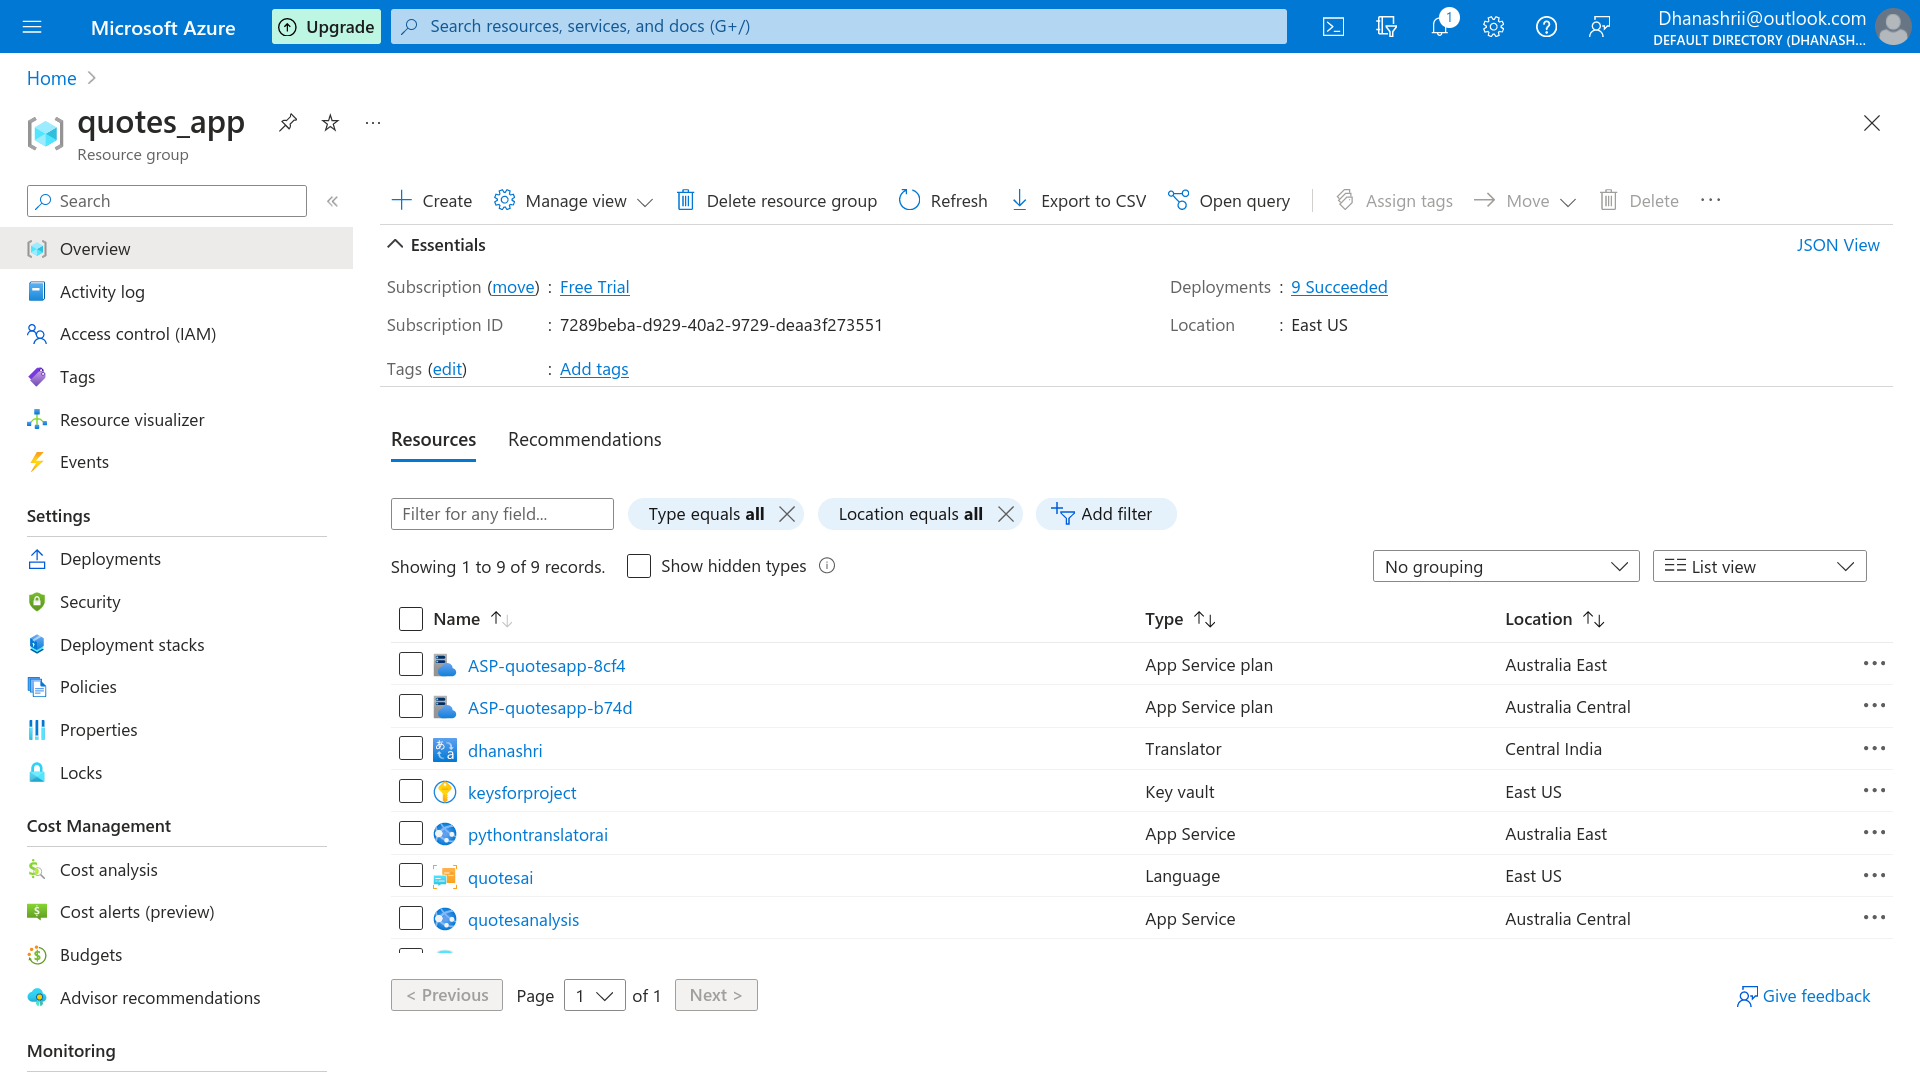 Microsoft Azure
Upgrade
Search resources, services, and docs (G+/)
1
Dhanashrii@outlook.com
DEFAULT DIRECTORY (DHANASH...
Home
quotes_app
Resource group
Search
Create
Manage view
Delete resource group
Refresh
Export to CSV
Open query
Assign tags
Move
Delete
Overview
Activity log
Access control (IAM)
Tags
Resource visualizer
Events
Settings
Deployments
Security
Deployment stacks
Policies
Properties
Locks
Cost Management
Cost analysis
Cost alerts (preview)
Budgets
Advisor recommendations
Monitoring
Essentials
JSON View
Subscription (move) : Free Trial
Deployments : 9 Succeeded
Subscription ID : 7289beba-d929-40a2-9729-deaa3f273551
Location : East US
Tags (edit) : Add tags
Resources
Recommendations
Filter for any field...
Type equals all
Location equals all
Add filter
Showing 1 to 9 of 9 records.
Show hidden types
No grouping
List view
Name Type Location
ASP-quotesapp-8cf4 App Service plan Australia East
ASP-quotesapp-b74d App Service plan Australia Central
dhanashri Translator Central India
keysforproject Key vault East US
pythontranslatorai App Service Australia East
quotesai Language East US
quotesanalysis App Service Australia Central
< Previous Page 1 of 1 Next >
Give feedback